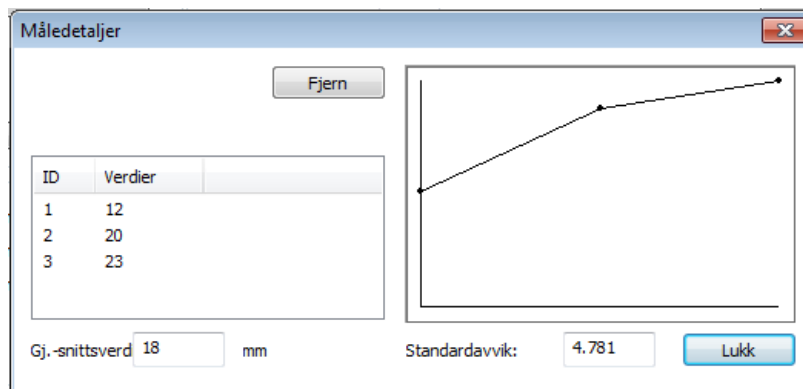 Måledetaljer
Fjern
ID Verdier
1 12
2 20
3 23
Gj.-snittsverd 18 mm
Standardavvik: 4.781
Lukk